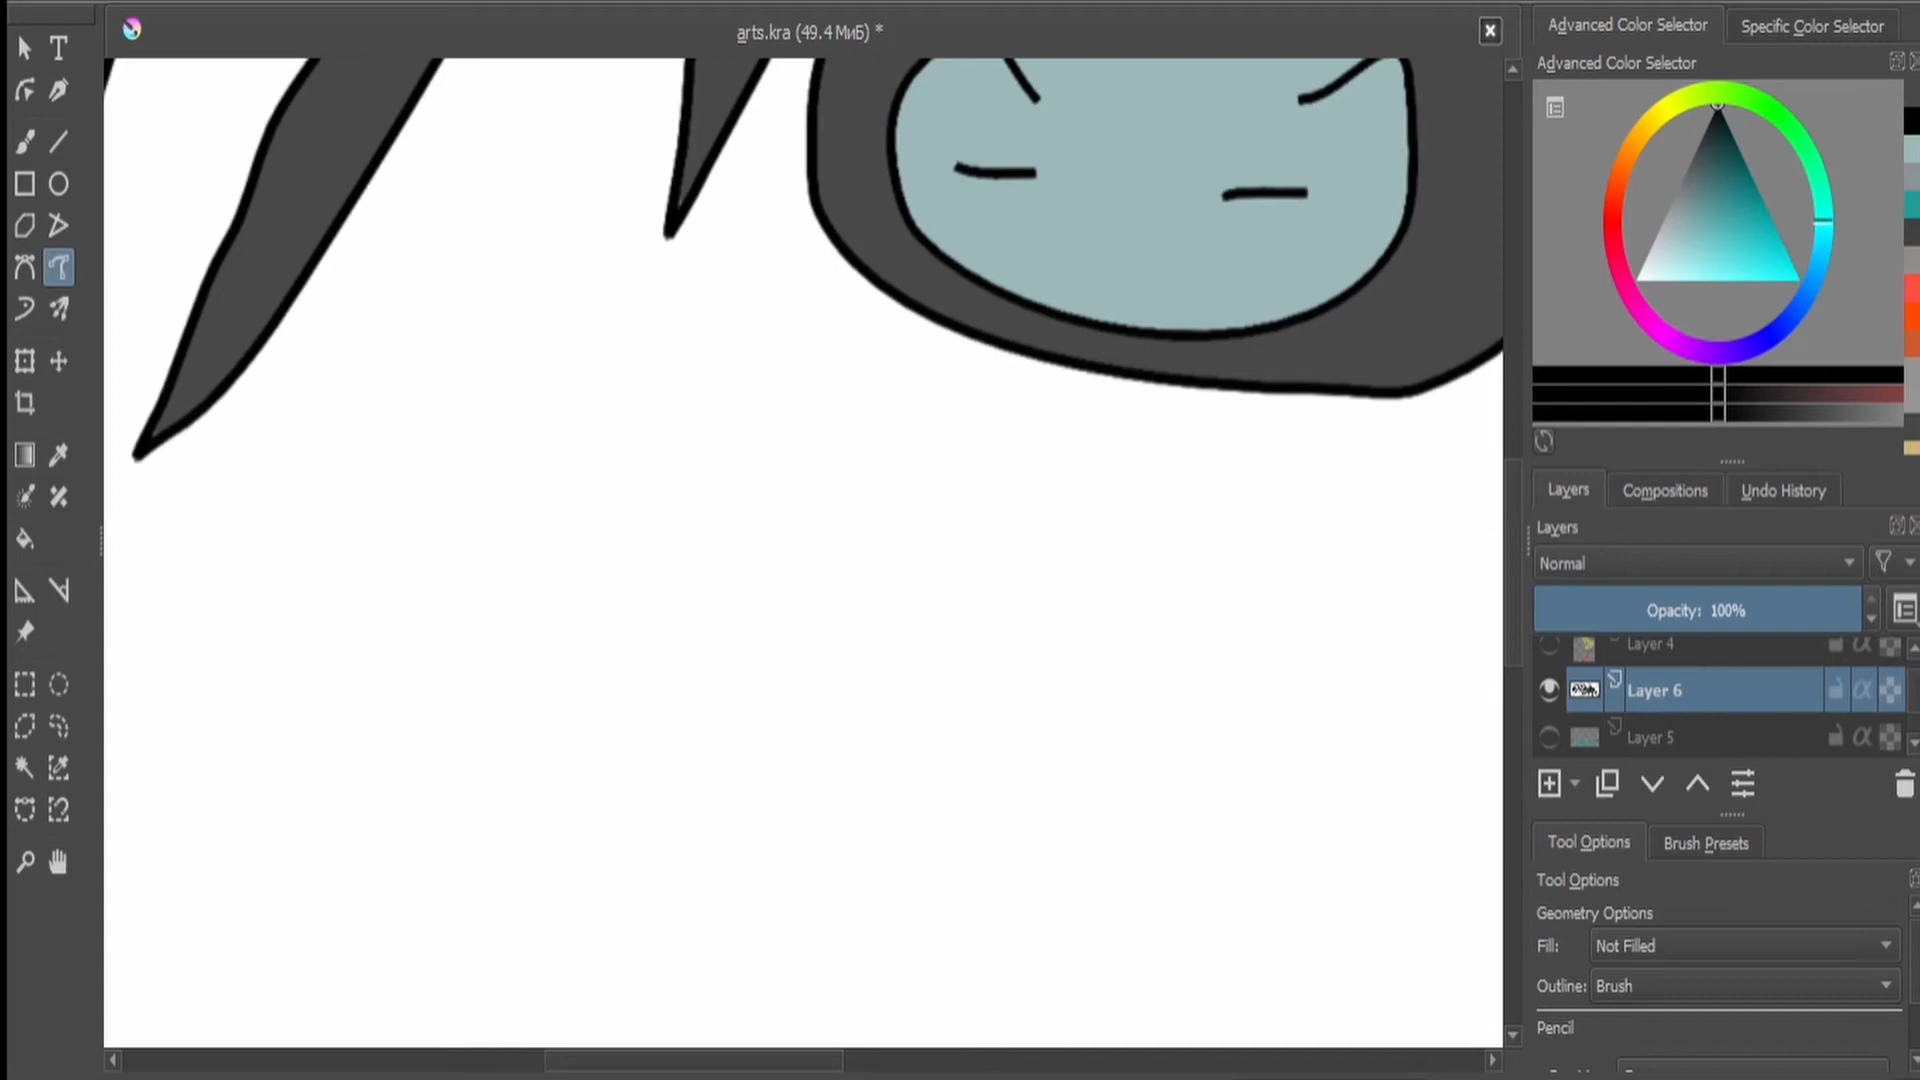 arts.kra (49.4 МиБ) *
Advanced Color Selector
Specific Color Selector
Advanced Color Selector
Layers
Compositions
Undo History
Layers
Normal
Opacity: 100%
Layer 4
Layer 6
Layer 5
Tool Options
Brush Presets
Tool Options
Geometry Options
Fill: Not Filled
Outline: Brush
Pencil